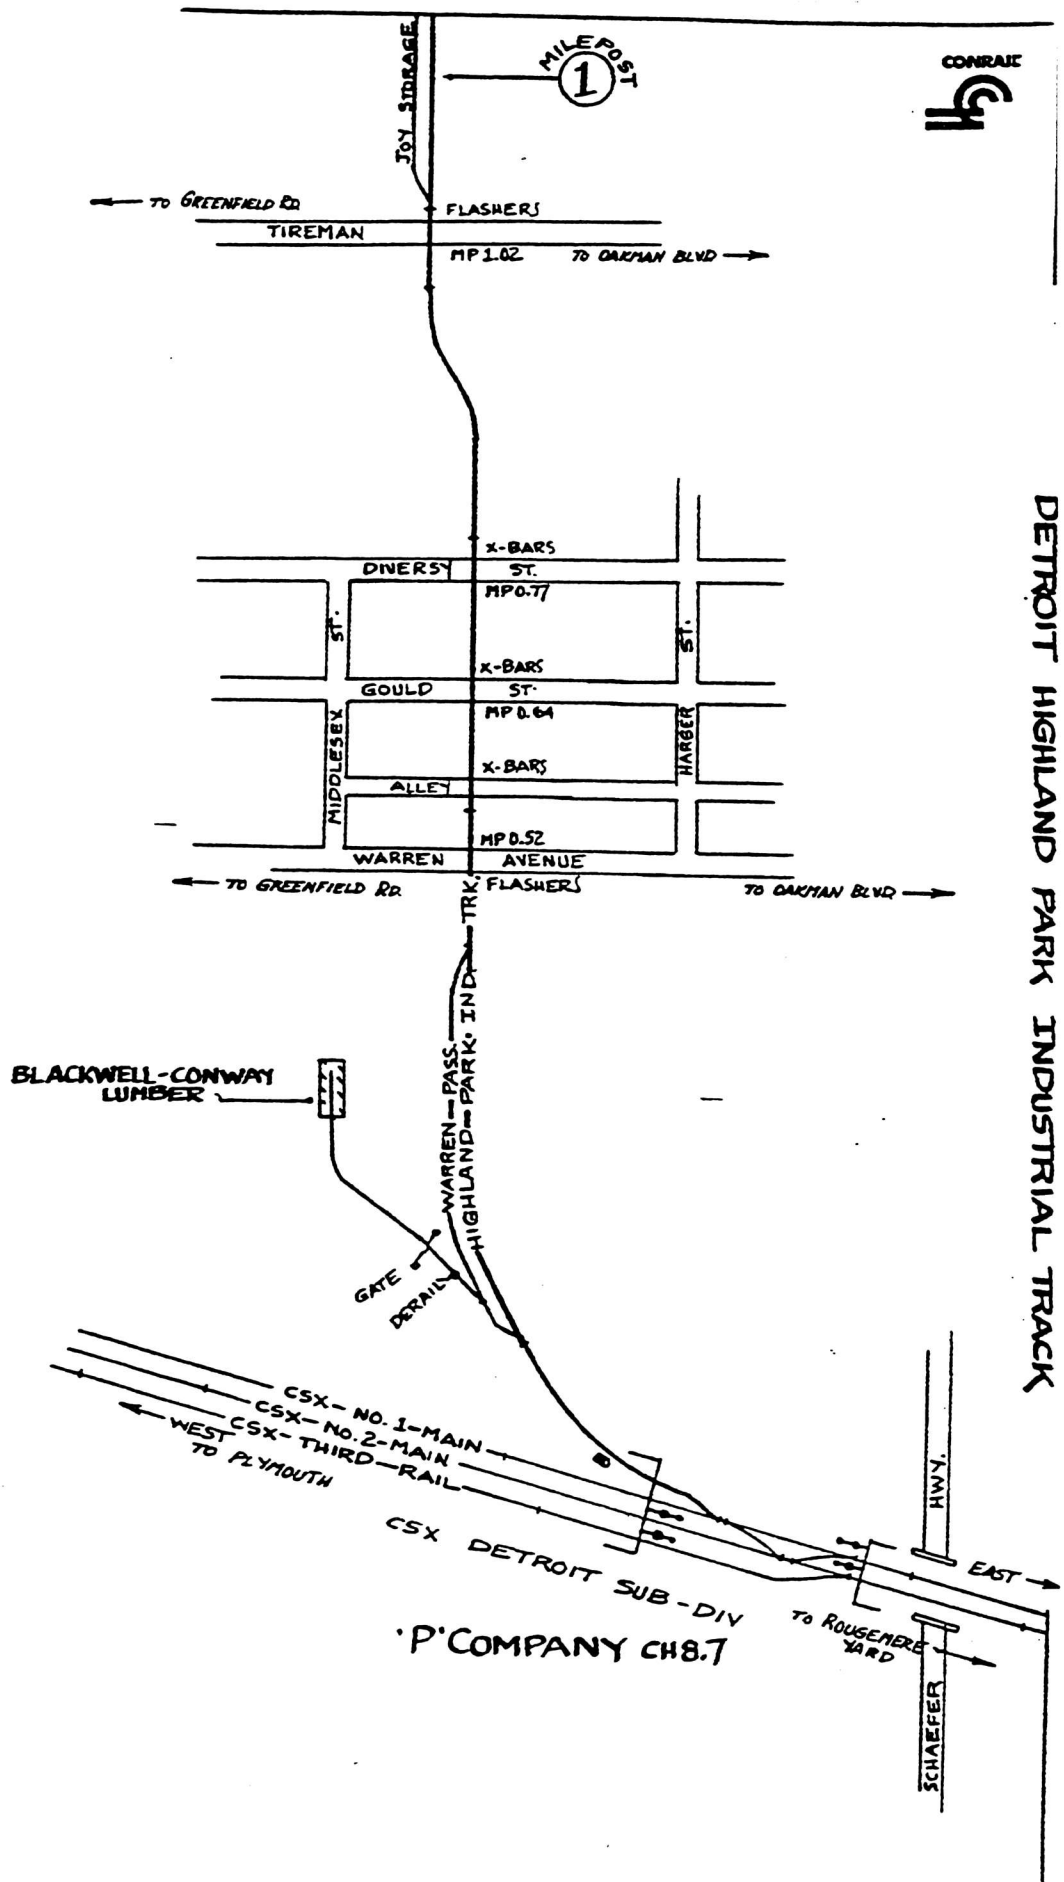 CONRAIL
DETROIT HIGHLAND PARK INDUSTRIAL TRACK
MILEPOST
1
JOY STORAGE
TO GREENFIELD RD.
FLASHERS
TIREMAN
MP 1.02
TO OAKMAN BLVD
X-BARS
DIVERSY ST.
MP 0.77
ST.
ST.
X-BARS
GOULD ST.
MP 0.64
MIDDLESEX
HARBER
X-BARS
ALLEY
MP 0.52
WARREN AVENUE
TO GREENFIELD RD.
FLASHERS
TO OAKMAN BLVD
WARREN PASS.
HIGHLAND PARK. IND. TRK.
BLACKWELL-CONWAY
LUMBER
GATE
DERAIL
CSX-NO.1-MAIN
CSX-NO.2-MAIN
CSX-THIRD-RAIL
WEST
TO PLYMOUTH
CSX DETROIT SUB-DIV
'P' COMPANY CH8.7
HWY.
EAST
TO ROUGEMERE
YARD
SCHAEFER